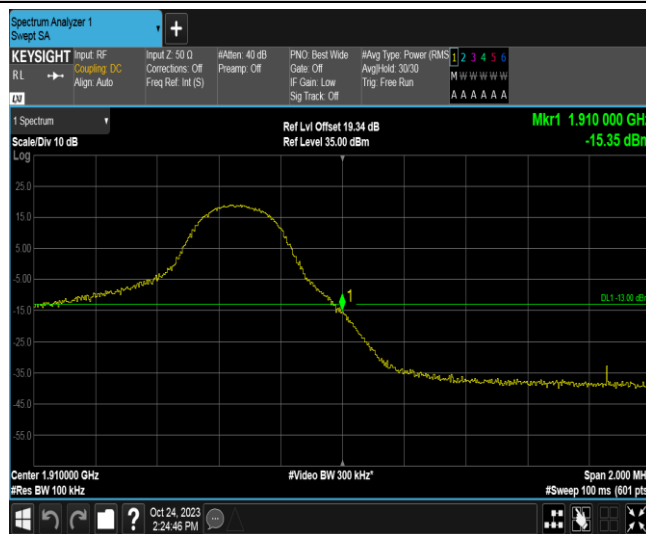 Spectrum Analyzer 1
Swept SA
+
KEYSIGHT
RL
Input: RF
Coupling: DC
Align: Auto
Input Z: 50 Ω
Corrections: Off
Freq Ref: Int (S)
#Atten: 40 dB
Preamp: Off
PNO: Best Wide
Gate: Off
IF Gain: Low
Sig Track: Off
#Avg Type: Power (RMS
Avg|Hold: 30/30
Trig: Free Run
1 2 3 4 5 6
M W W W W W
A A A A A A
LXI
1 Spectrum
Scale/Div 10 dB
Ref Lvl Offset 19.34 dB
Ref Level 35.00 dBm
Mkr1 1.910 000 GHz
-15.35 dBm
Log
25.0
15.0
5.00
-5.00
-15.0
-25.0
-35.0
-45.0
-55.0
1
DL1 -13.00 dBm
Center 1.910000 GHz
#Res BW 100 kHz
#Video BW 300 kHz*
Span 2.000 MH
#Sweep 100 ms (601 pts
?
Oct 24, 2023
2:24:46 PM